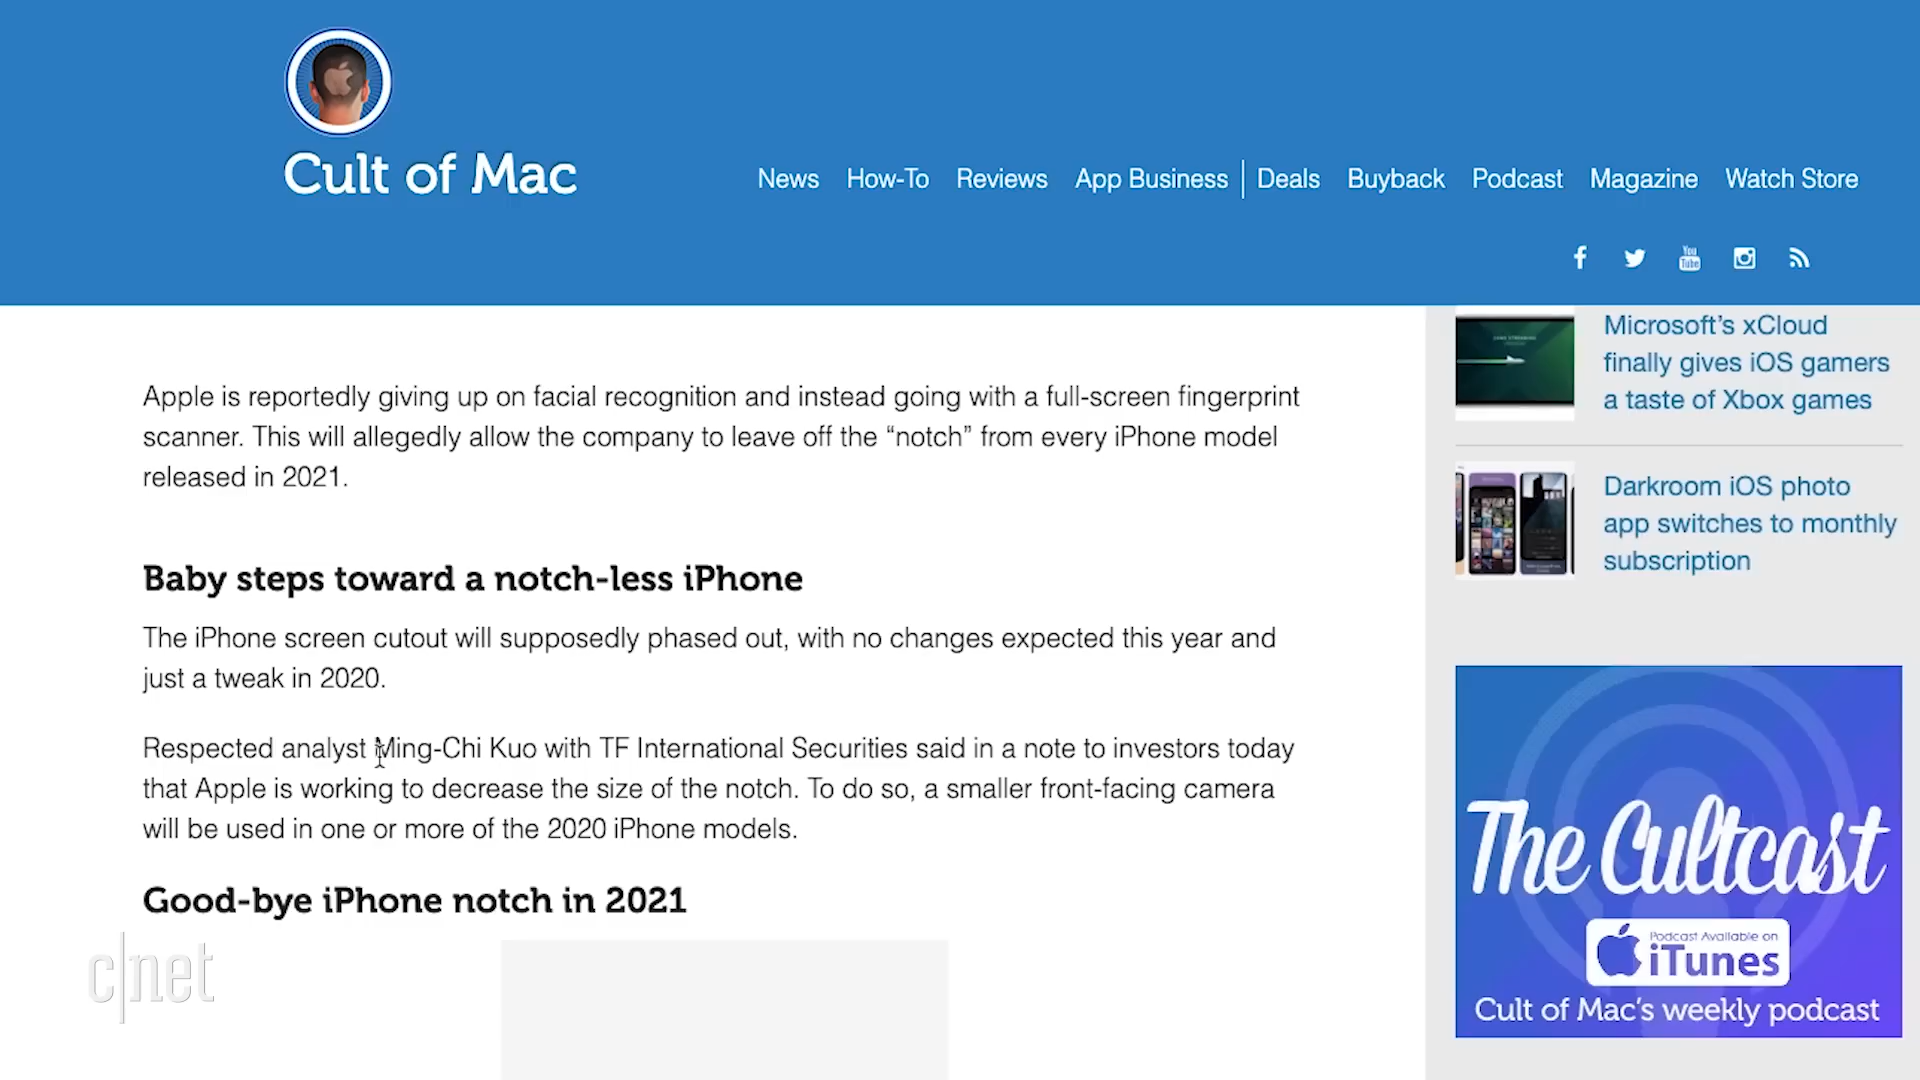 Cult of Mac
News How-To Reviews App Business Deals Buyback Podcast Magazine Watch Store
You
Tube
Apple is reportedly giving up on facial recognition and instead going with a full-screen fingerprint
scanner. This will allegedly allow the company to leave off the “notch” from every iPhone model
released in 2021.
Baby steps toward a notch-less iPhone
The iPhone screen cutout will supposedly phased out, with no changes expected this year and
just a tweak in 2020.
Respected analyst Ming-Chi Kuo with TF International Securities said in a note to investors today
that Apple is working to decrease the size of the notch. To do so, a smaller front-facing camera
will be used in one or more of the 2020 iPhone models.
Good-bye iPhone notch in 2021
c|net
Microsoft’s xCloud
finally gives iOS gamers
a taste of Xbox games
Darkroom iOS photo
app switches to monthly
subscription
The Cultcast
Podcast Available on
iTunes
Cult of Mac’s weekly podcast